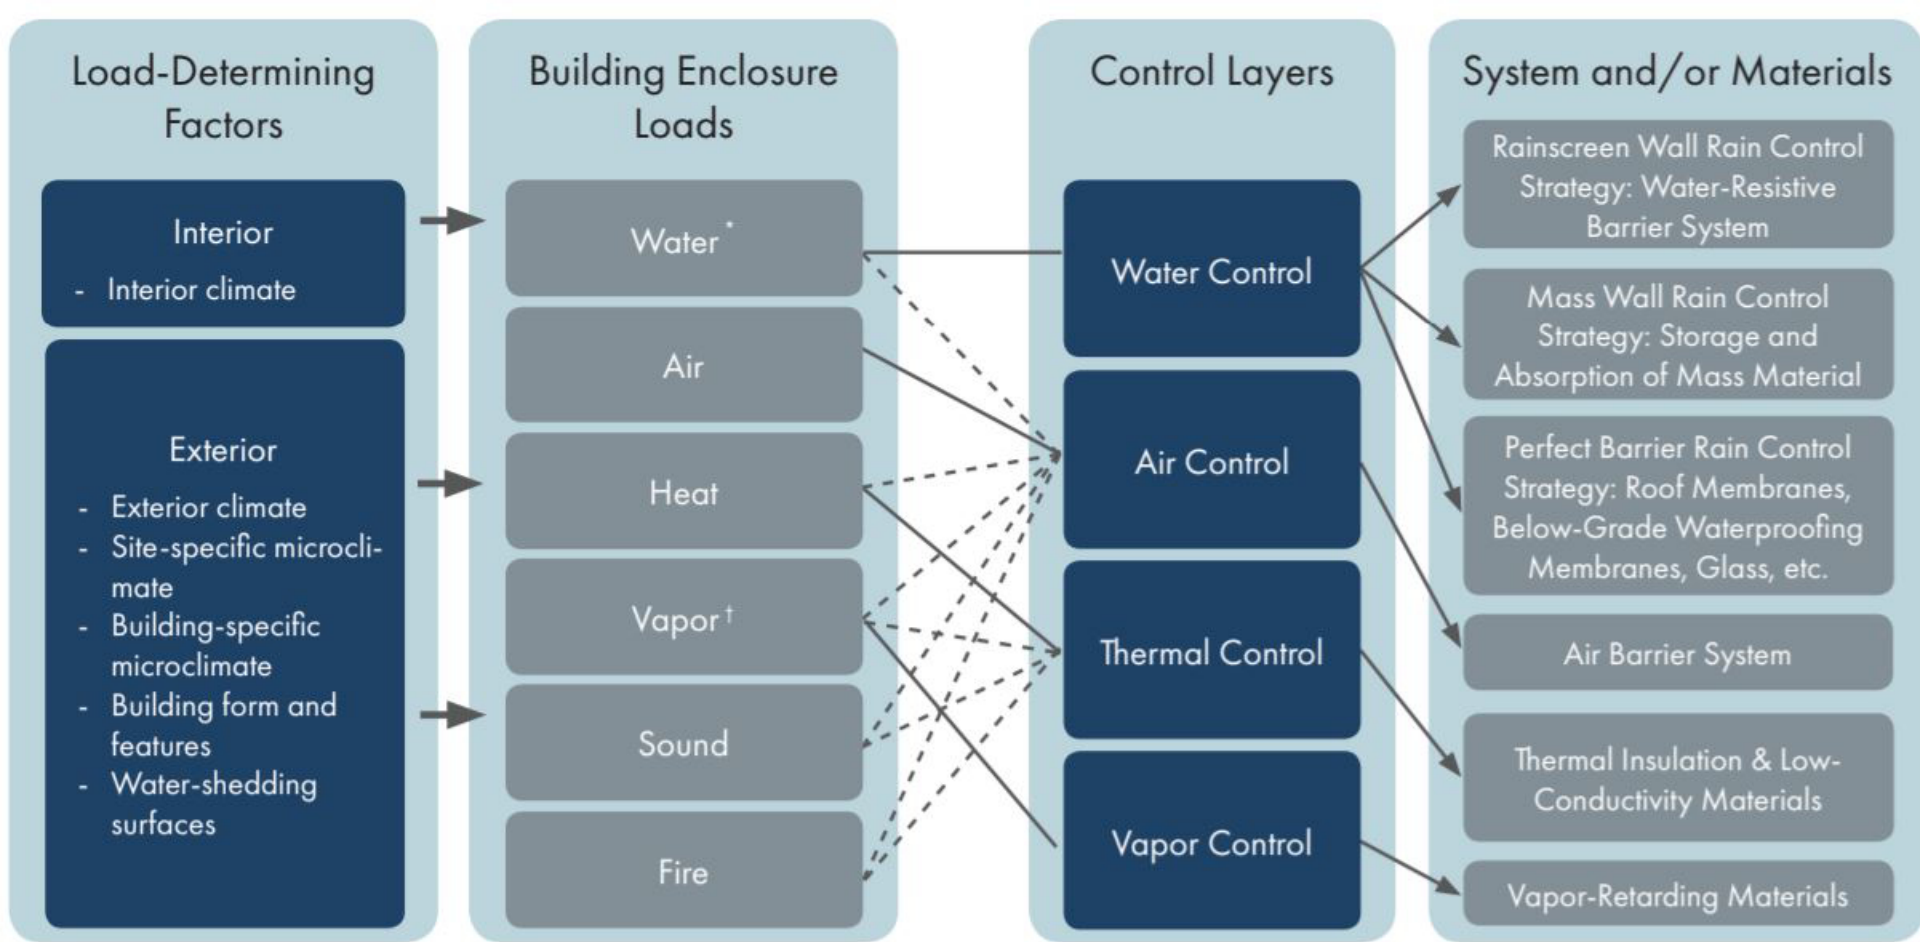 Load-Determining
Factors
Interior
- Interior climate
Exterior
- Exterior climate
- Site-specific microcli-
mate
- Building-specific
microclimate
- Building form and
features
- Water-shedding
surfaces
Building Enclosure
Loads
Water *
Air
Heat
Vapor †
Sound
Fire
Control Layers
Water Control
Air Control
Thermal Control
Vapor Control
System and/or Materials
Rainscreen Wall Rain Control
Strategy: Water-Resistive
Barrier System
Mass Wall Rain Control
Strategy: Storage and
Absorption of Mass Material
Perfect Barrier Rain Control
Strategy: Roof Membranes,
Below-Grade Waterproofing
Membranes, Glass, etc.
Air Barrier System
Thermal Insulation & Low-
Conductivity Materials
Vapor-Retarding Materials